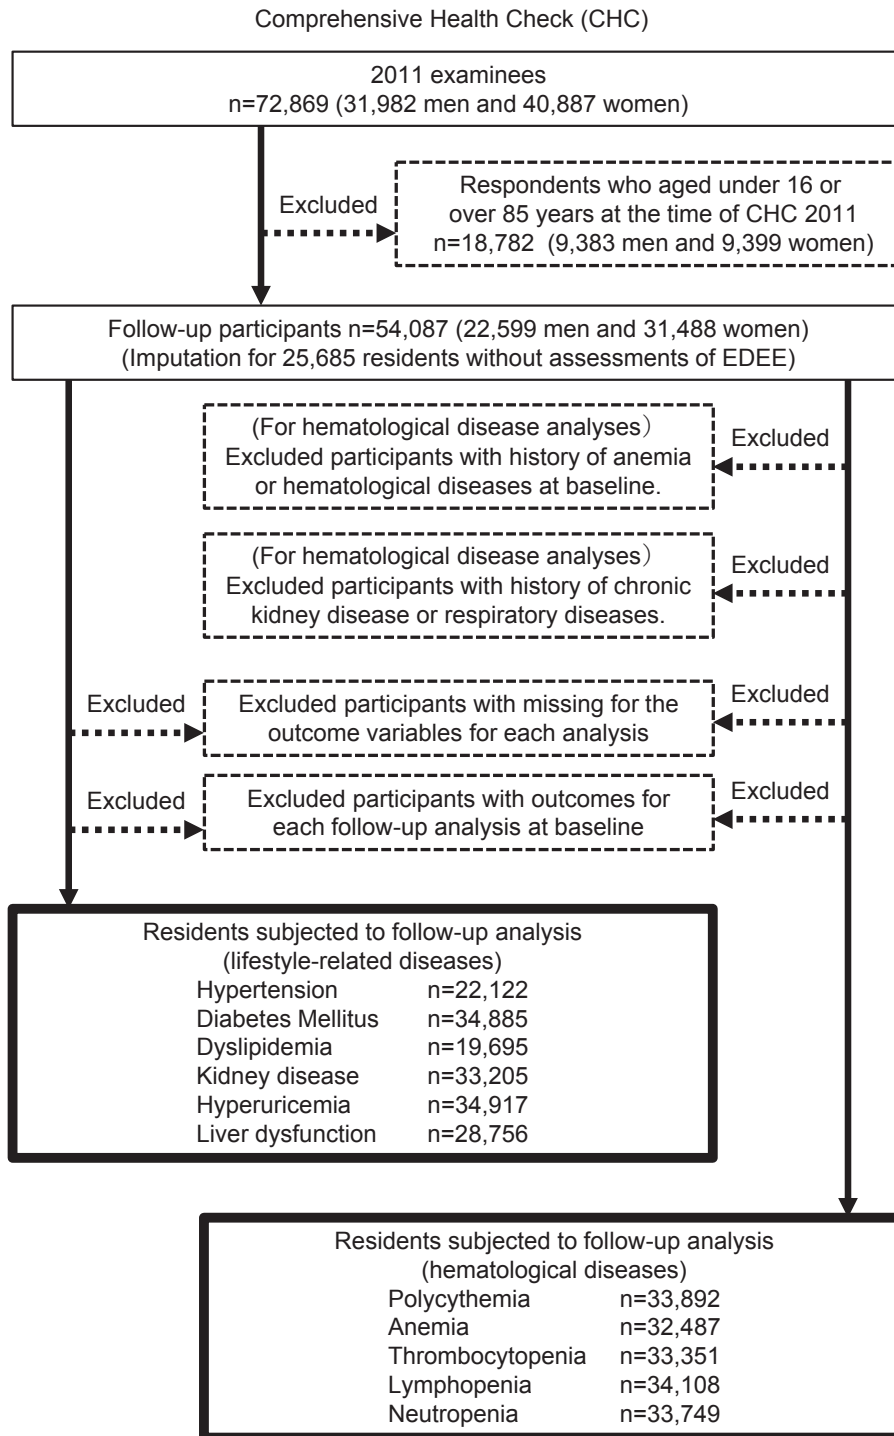 Comprehensive Health Check (CHC)
2011 examinees
n=72,869 (31,982 men and 40,887 women)
Excluded
Respondents who aged under 16 or
over 85 years at the time of CHC 2011
n=18,782 (9,383 men and 9,399 women)
Follow-up participants n=54,087 (22,599 men and 31,488 women)
(Imputation for 25,685 residents without assessments of EDEE)
(For hematological disease analyses）
Excluded participants with history of anemia
or hematological diseases at baseline.
Excluded
(For hematological disease analyses）
Excluded participants with history of chronic
kidney disease or respiratory diseases.
Excluded
Excluded
Excluded participants with missing for the
outcome variables for each analysis
Excluded
Excluded
Excluded participants with outcomes for
each follow-up analysis at baseline
Excluded
Residents subjected to follow-up analysis
(lifestyle-related diseases)
Hypertension n=22,122
Diabetes Mellitus n=34,885
Dyslipidemia n=19,695
Kidney disease n=33,205
Hyperuricemia n=34,917
Liver dysfunction n=28,756
Residents subjected to follow-up analysis
(hematological diseases)
Polycythemia n=33,892
Anemia n=32,487
Thrombocytopenia n=33,351
Lymphopenia n=34,108
Neutropenia n=33,749